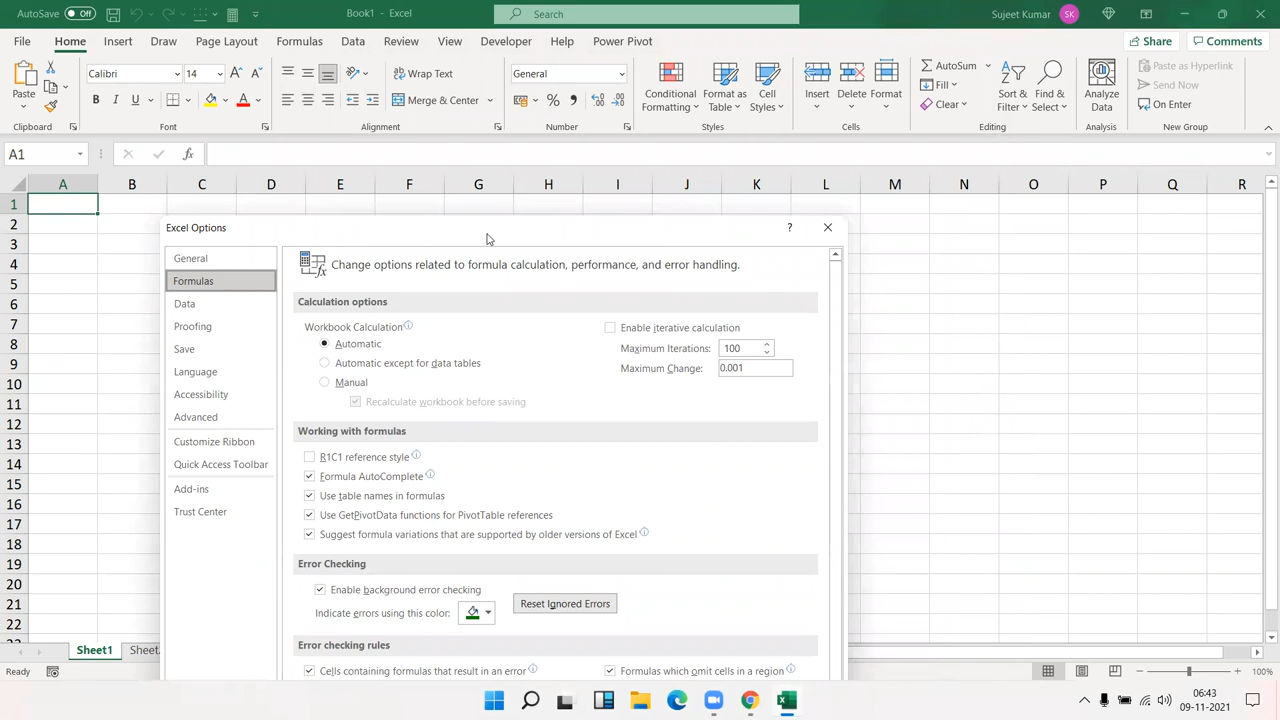 AutoSave Off Book1 - Excel Search Sujeet Kumar SK
File Home Insert Draw Page Layout Formulas Data Review View Developer Help Power Pivot Share Comments
Paste Calibri 14 Wrap Text General Conditional Formatting Format as Table Cell Styles Insert Delete Format AutoSum Sort & Filter Find & Select Analyze Data Paste as Hyperlink
B I U A Merge & Center % Fill Send Now
Clear On Enter
Clipboard Font Alignment Number Styles Cells Editing Analysis New Group
A1 fx
A B C D E F G H I J K L M N O P Q R
1
2
Excel Options ?
3
4
5
6
7
8
9
10
11
12
13
14
15
16
17
18
19
20
21
22
General
Formulas
Data
Proofing
Save
Language
Accessibility
Advanced
Customize Ribbon
Quick Access Toolbar
Add-ins
Trust Center
Change options related to formula calculation, performance, and error handling.
Calculation options
Workbook Calculation
Automatic
Automatic except for data tables
Manual
Recalculate workbook before saving
Enable iterative calculation
Maximum Iterations: 100
Maximum Change: 0.001
Working with formulas
R1C1 reference style
Formula AutoComplete
Use table names in formulas
Use GetPivotData functions for PivotTable references
Suggest formula variations that are supported by older versions of Excel
Error Checking
Enable background error checking
Indicate errors using this color: Reset Ignored Errors
Error checking rules
Cells containing formulas that result in an error Formulas which omit cells in a region
Sheet1 Sheet
Ready 100%
06:43
09-11-2021